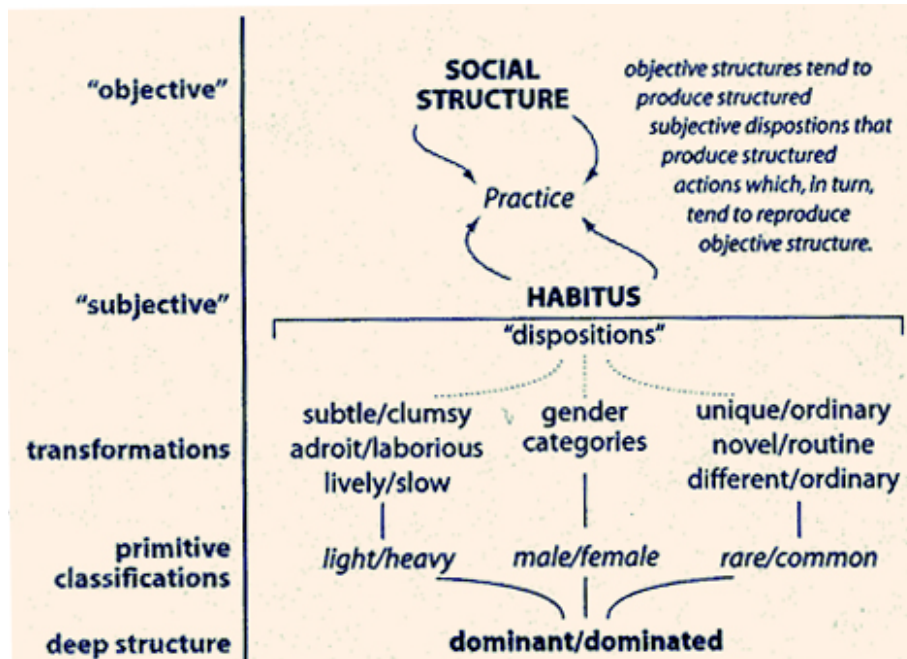 "objective"
SOCIAL
STRUCTURE
objective structures tend to
produce structured
subjective dispostions that
produce structured
actions which, in turn,
tend to reproduce
objective structure.
Practice
"subjective"
HABITUS
"dispositions"
transformations
subtle/clumsy
adroit/laborious
lively/slow
gender
categories
unique/ordinary
novel/routine
different/ordinary
primitive
classifications
light/heavy
male/female
rare/common
deep structure
dominant/dominated